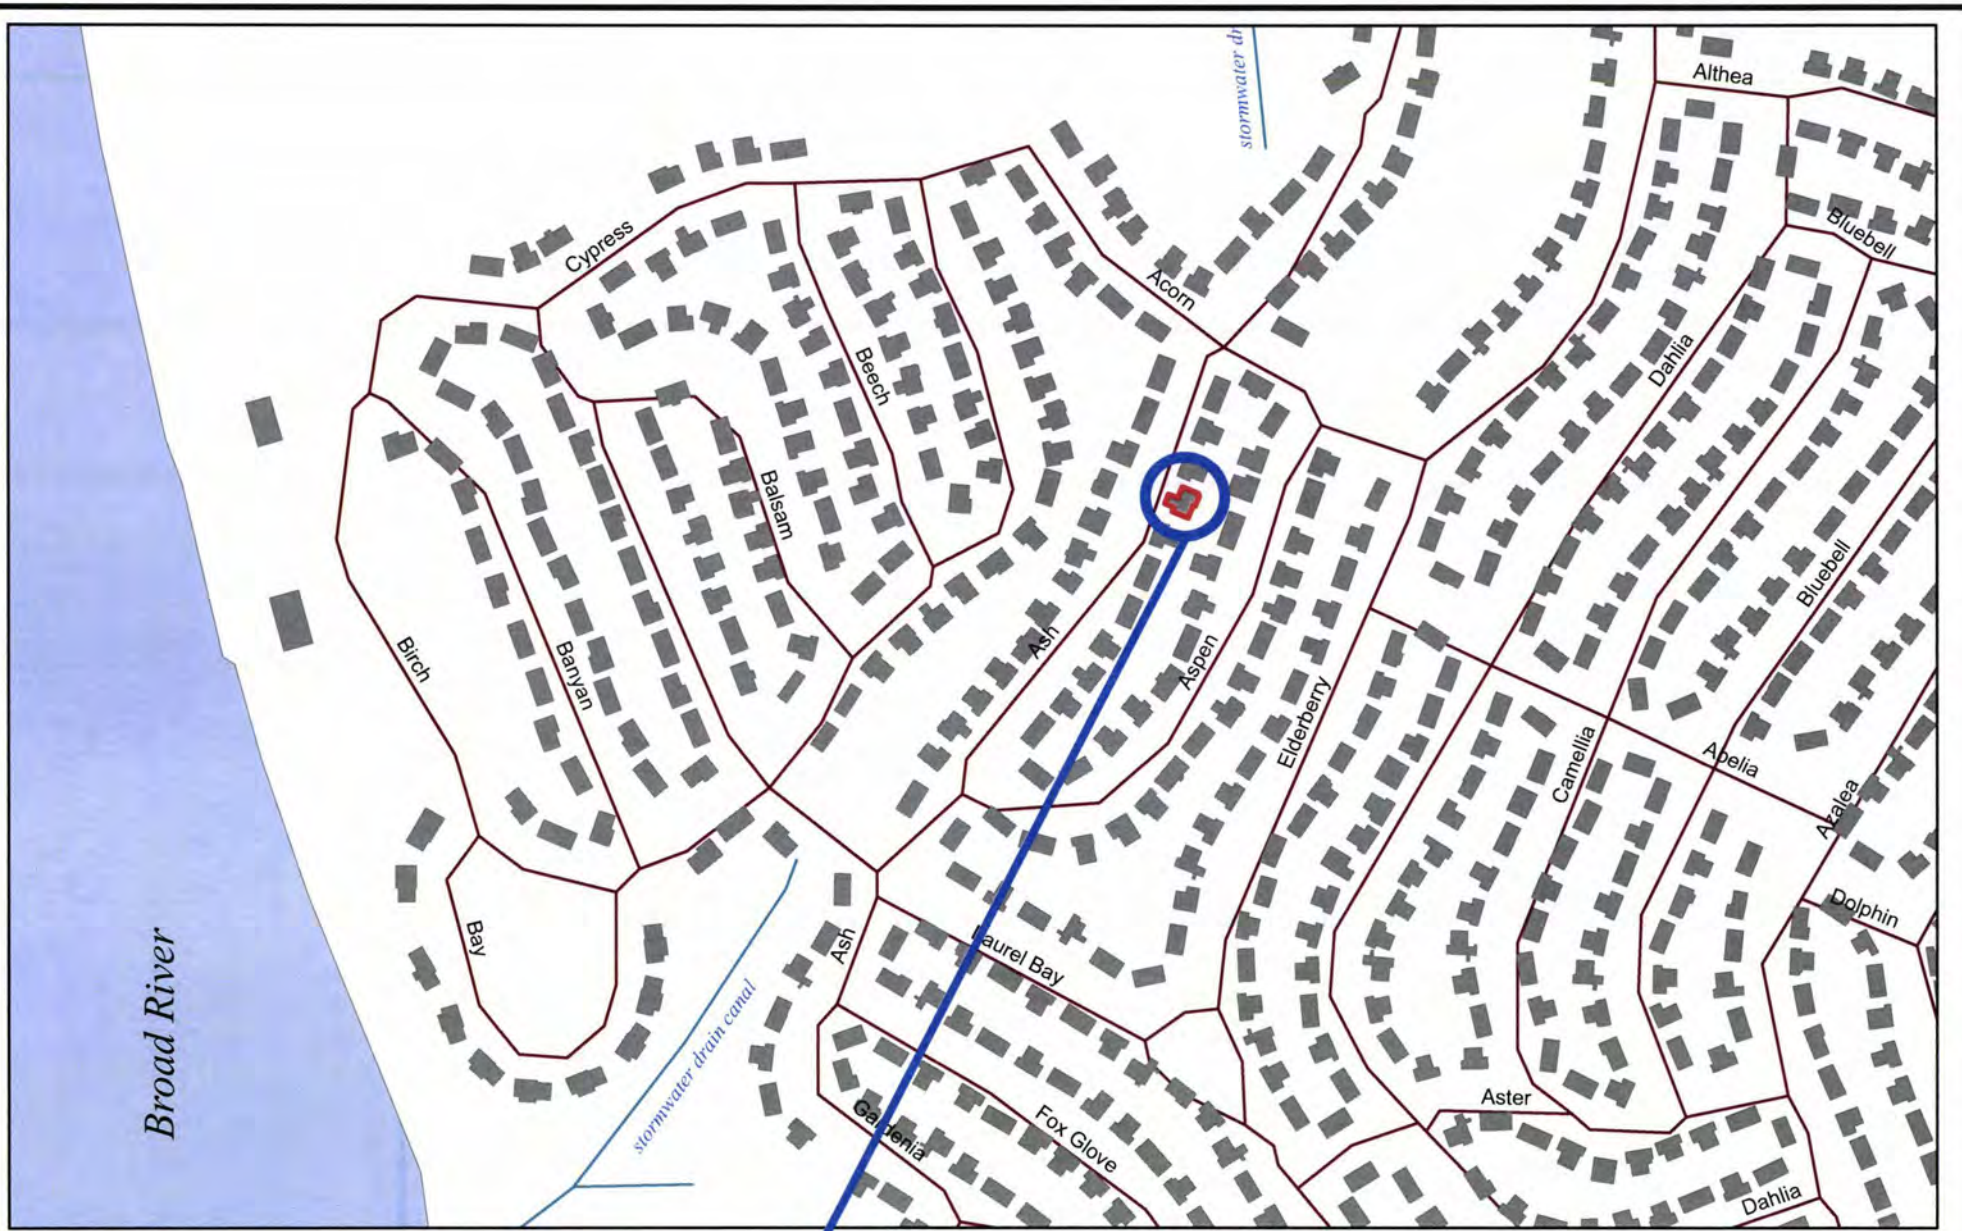 stormwater dr
Althea
Bluebell
Cypress
Acorn
Dahlia
Beech
Balsam
Bluebell
Birch
Banyan
Ash
Aspen
Elderberry
Camellia
Abelia
Azalea
Dolphin
Bay
Ash
Laurel Bay
Broad River
stormwater drain canal
Aster
Gardenia
Fox Glove
Dahlia